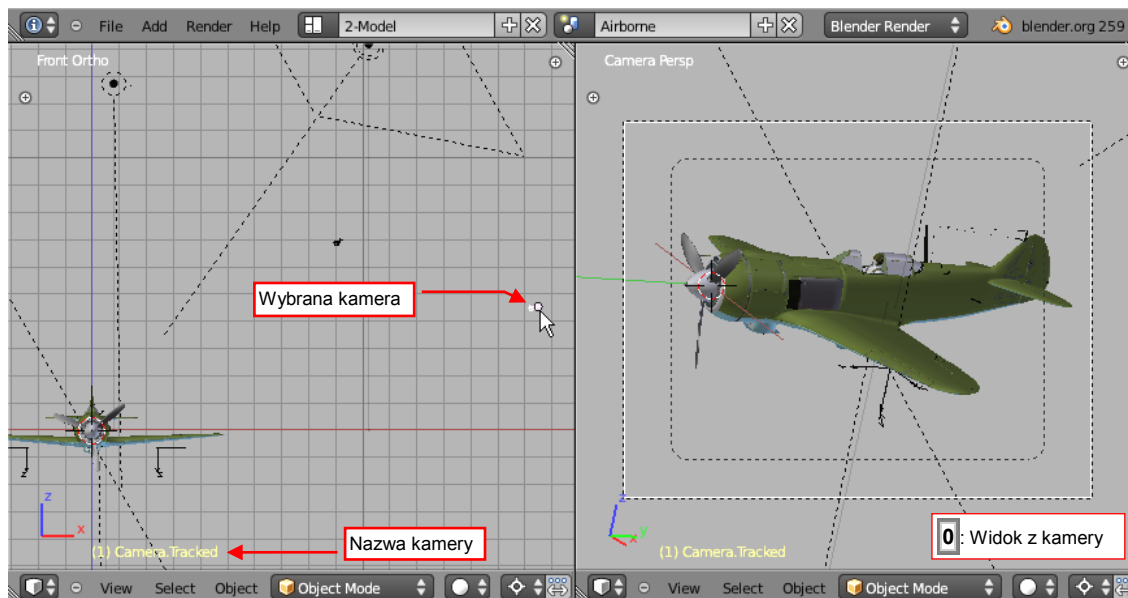 File Add Render Help 2-Model Airborne Blender Render blender.org 259
Front Ortho
Camera Persp
Wybrana kamera
z
z
z
x
Nazwa kamery
(1) Camera.Tracked
z
y
x
(1) Camera.Tracked
0: Widok z kamery
View Select Object Object Mode
View Select Object Object Mode